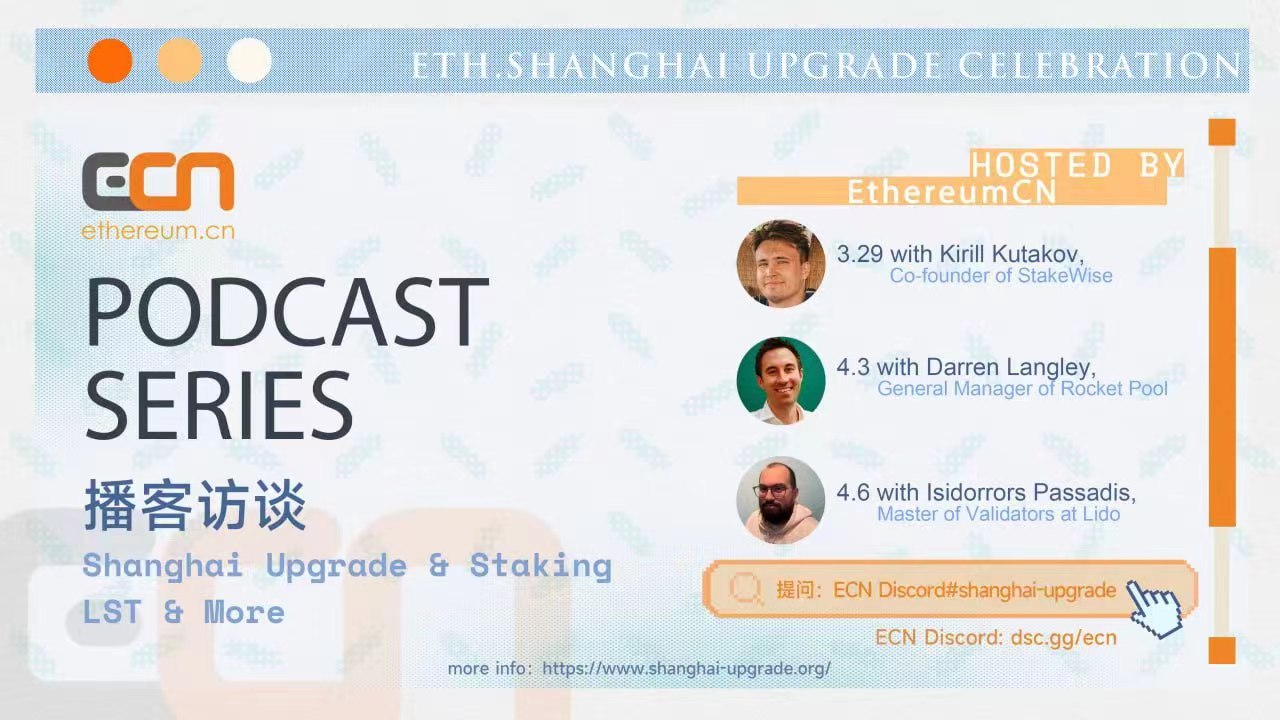 ETH.SHANGHAI UPGRADE CELEBRATION
ECN
ethereum.cn
PODCAST
SERIES
播客访谈
Shanghai Upgrade & Staking
LST & More
HOSTED BY
EthereumCN
3.29 with Kirill Kutakov,
Co-founder of StakeWise
4.3 with Darren Langley,
General Manager of Rocket Pool
4.6 with Isidorrors Passadis,
Master of Validators at Lido
提问：ECN Discord#shanghai-upgrade
ECN Discord: dsc.gg/ecn
more info：https://www.shanghai-upgrade.org/